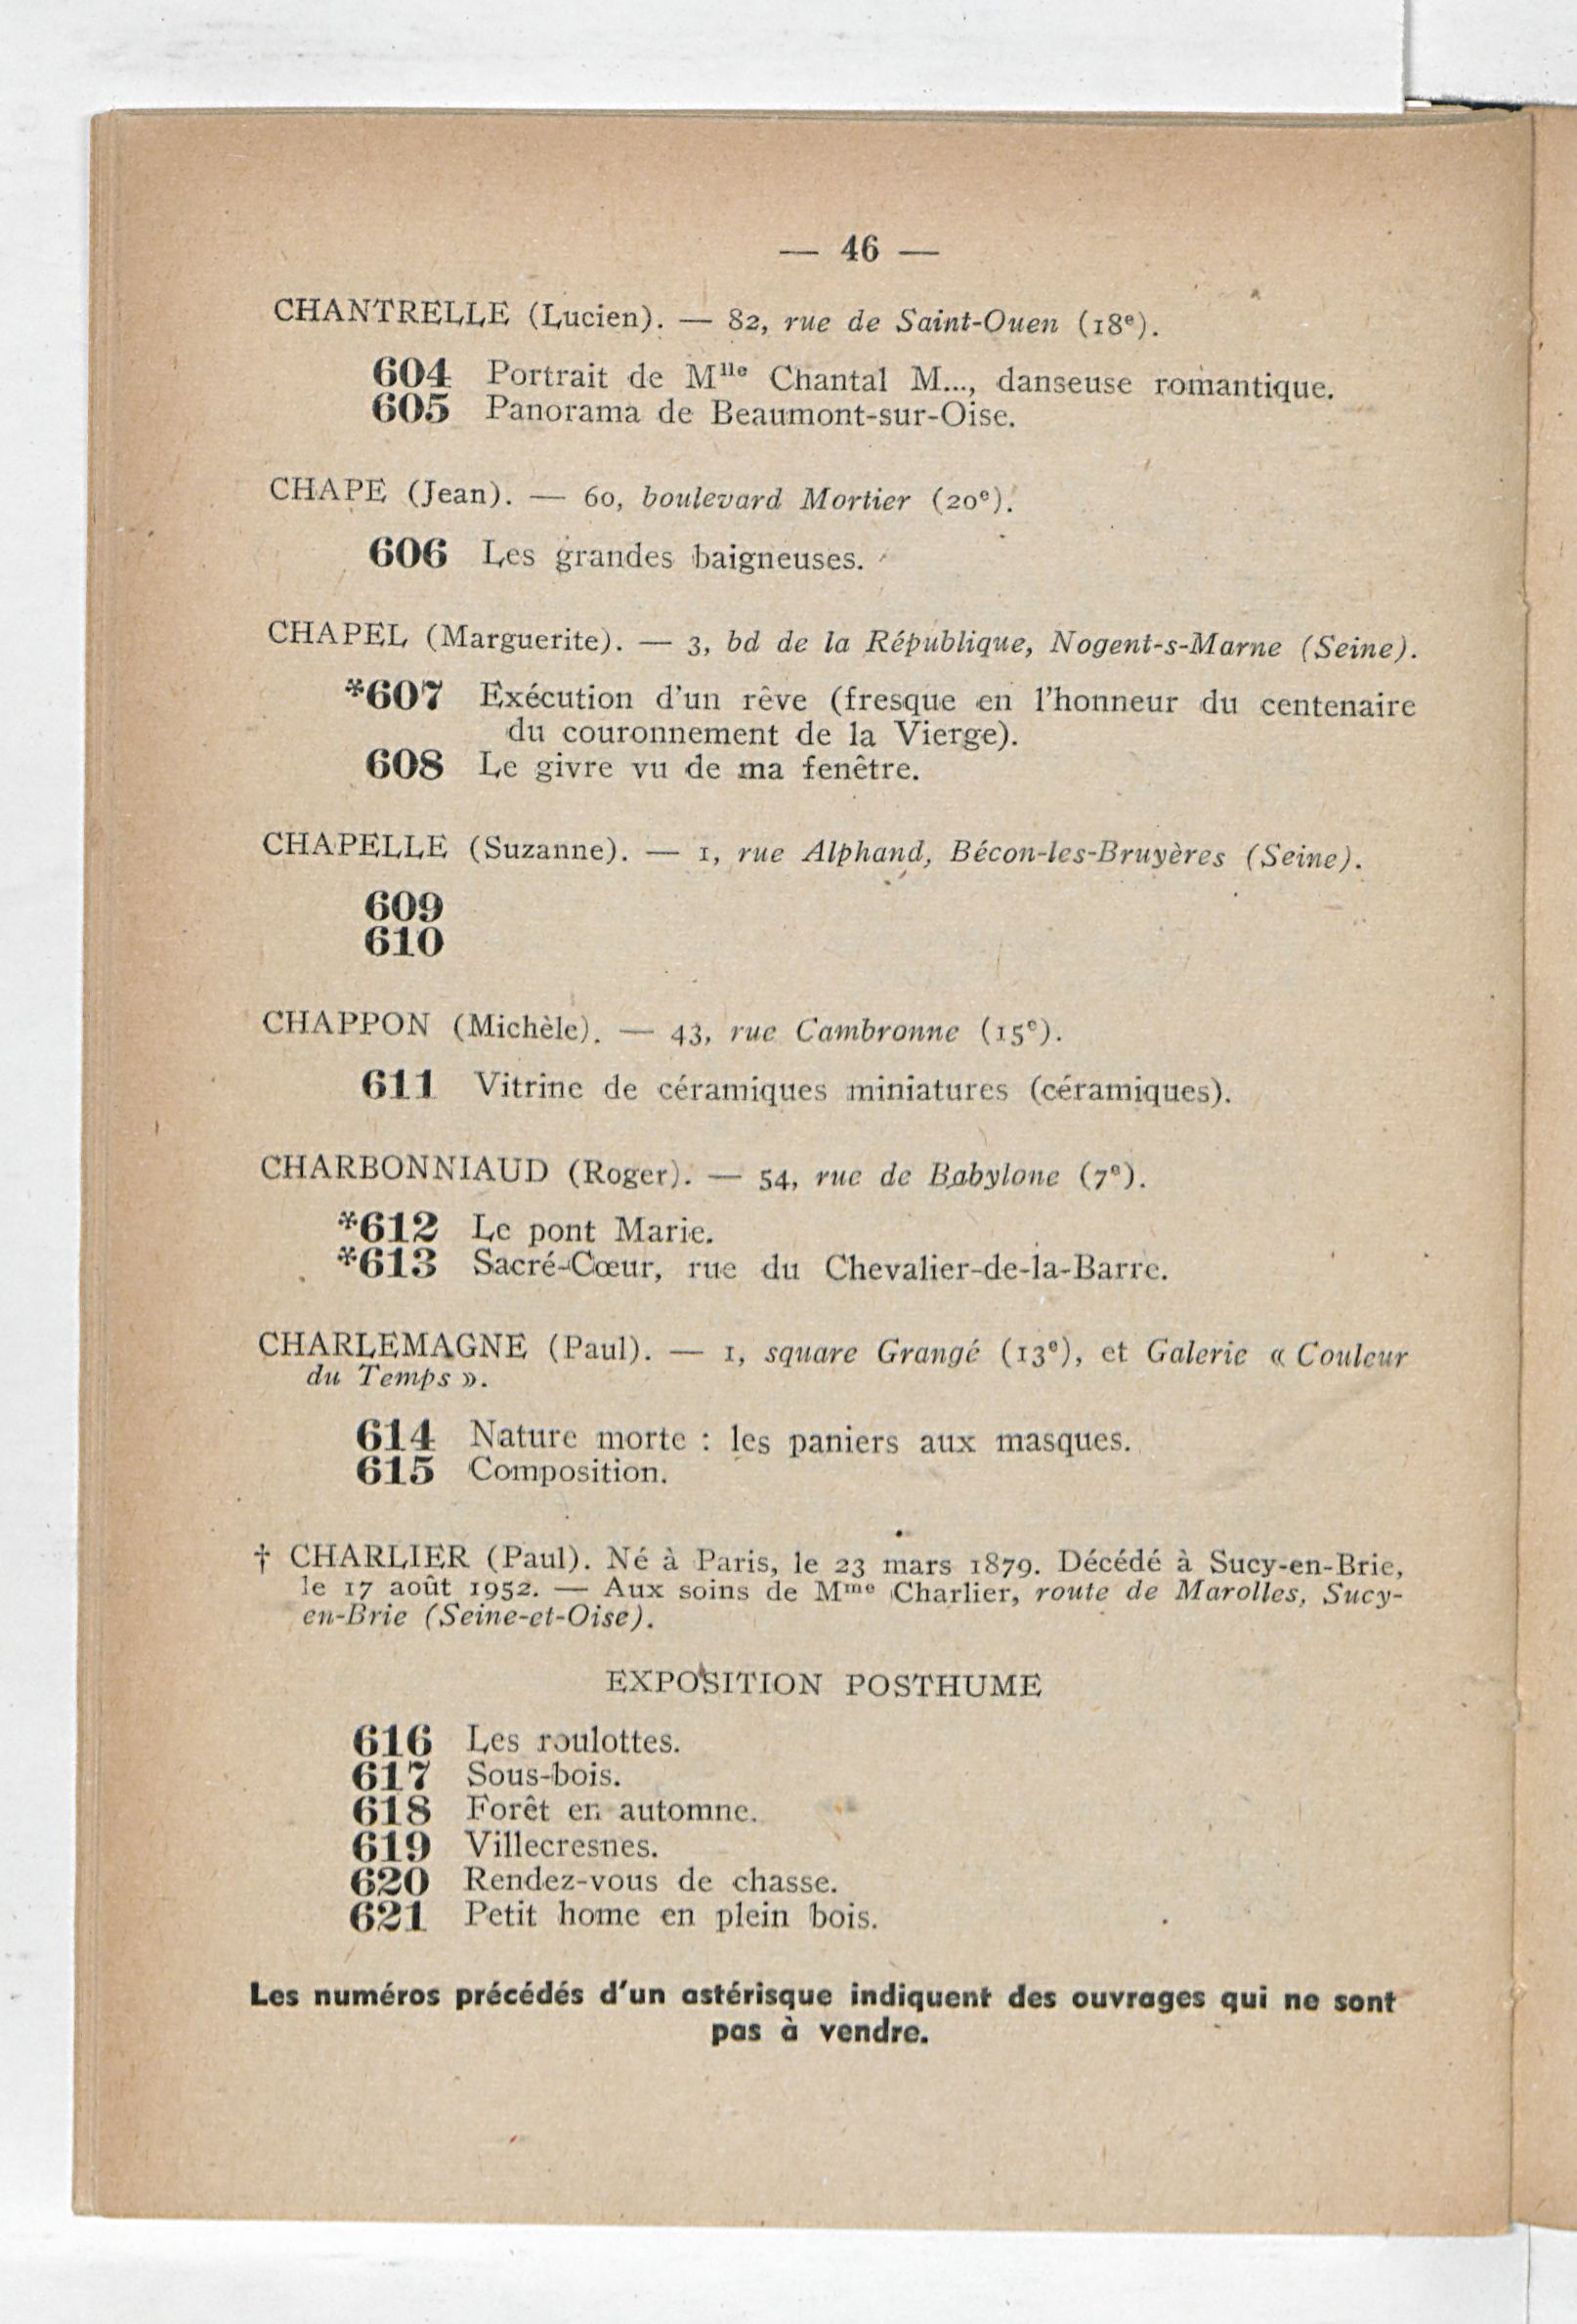 — 46 —
CHANTRELLE (Lucien). — 82, rue de Saint-Ouen (18e).
604 Portrait de Mlle Chantal M..., danseuse romantique.
605 Panorama de Beaumont-sur-Oise.
CHAPE (Jean). — 60, boulevard Mortier (20e).
606 Les grandes baigneuses.
CHAPEL (Marguerite). — 3, bd de la République, Nogent-s-Marne (Seine).
*607 Exécution d'un rêve (fresque en l'honneur du centenaire
du couronnement de la Vierge).
608 Le givre vu de ma fenêtre.
CHAPELLE (Suzanne). — 1, rue Alphand, Bécon-les-Bruyères (Seine).
609
610
CHAPPON (Michèle). — 43, rue Cambronne (15e).
611 Vitrine de céramiques miniatures (céramiques).
CHARBONNIAUD (Roger). — 54, rue de Babylone (7e).
*612 Le pont Marie.
*613 Sacré-Cœur, rue du Chevalier-de-la-Barre.
CHARLEMAGNE (Paul). — 1, square Grangé (13e), et Galerie « Couleur
du Temps ».
614 Nature morte : les paniers aux masques.
615 Composition.
† CHARLIER (Paul). Né à Paris, le 23 mars 1879. Décédé à Sucy-en-Brie,
le 17 août 1952. — Aux soins de Mme Charlier, route de Marolles, Sucy-
en-Brie (Seine-et-Oise).
EXPOSITION POSTHUME
616 Les roulottes.
617 Sous-bois.
618 Forêt en automne.
619 Villecresnes.
620 Rendez-vous de chasse.
621 Petit home en plein bois.
Les numéros précédés d'un astérisque indiquent des ouvrages qui ne sont
pas à vendre.